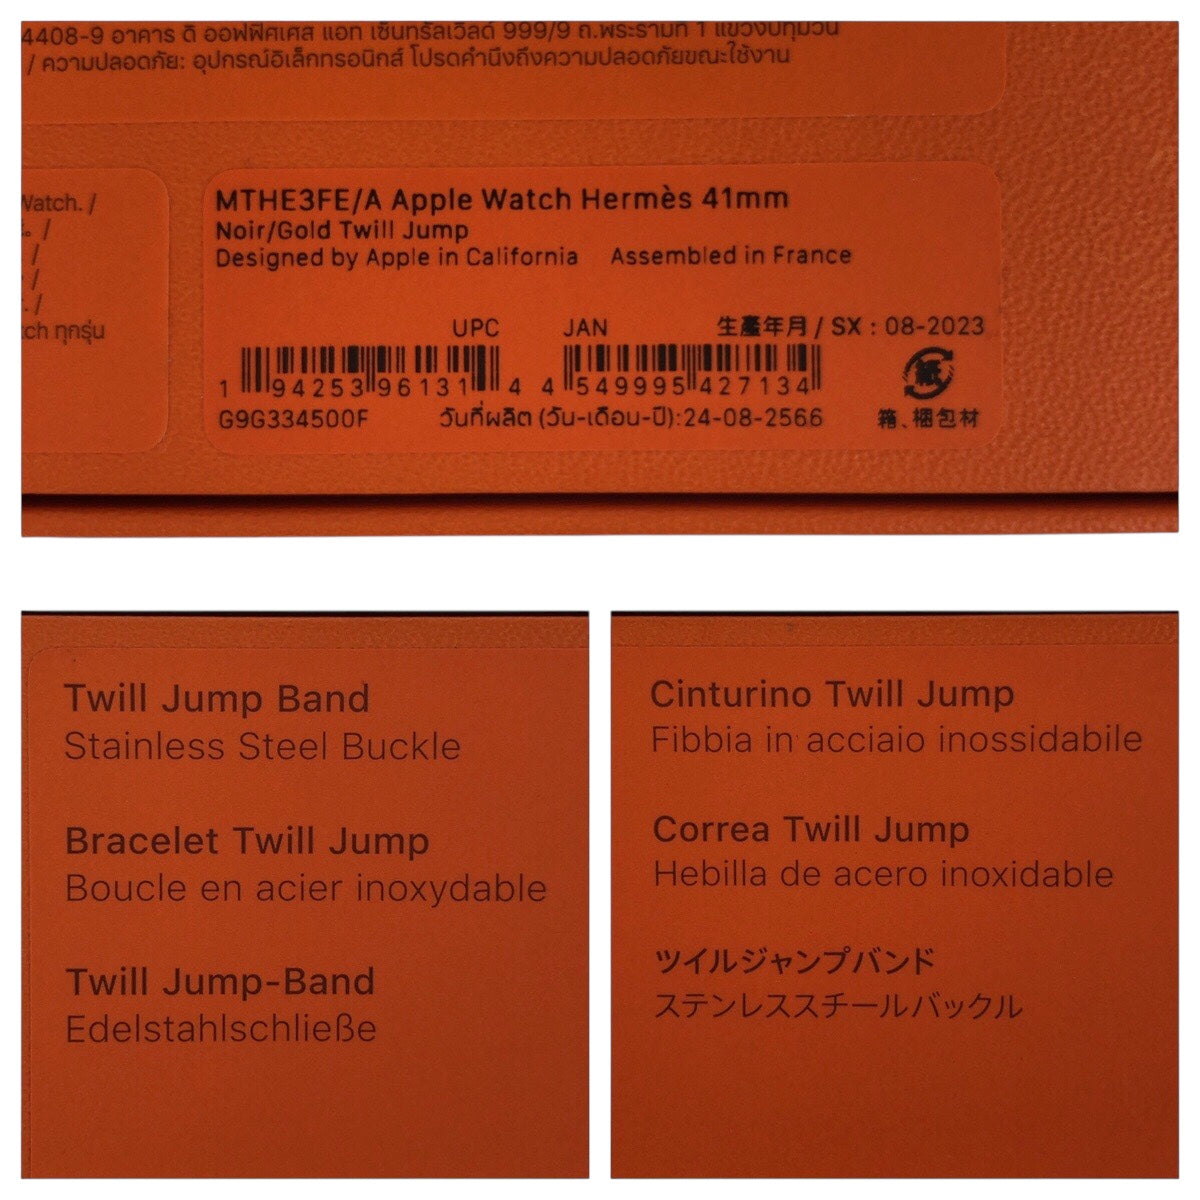 4408-9 อาคาร ดิ ออฟฟิศเศส แอท เซ็นทรัลเวิลด์ 999/9 ถ.พระรามที่ 1 แขวงปทุมวัน
/ ความปลอดภัย: อุปกรณ์อิเล็กทรอนิกส์ โปรดคำนึงถึงความปลอดภัยขณะใช้งาน
Watch. /
/
/
/
/
ทุกรุ่น
MTHE3FE/A Apple Watch Hermès 41mm
Noir/Gold Twill Jump
Designed by Apple in California Assembled in France
UPC JAN 生產年月 / SX : 08-2023
1 94253 96131 4 4 549995 427134
紙
G9G334500F วันที่ผลิต (วัน-เดือน-ปี):24-08-2566 箱、梱包材
Twill Jump Band
Stainless Steel Buckle
Bracelet Twill Jump
Boucle en acier inoxydable
Twill Jump-Band
Edelstahlschließe
Cinturino Twill Jump
Fibbia in acciaio inossidabile
Correa Twill Jump
Hebilla de acero inoxidable
ツイルジャンプバンド
ステンレススチールバックル